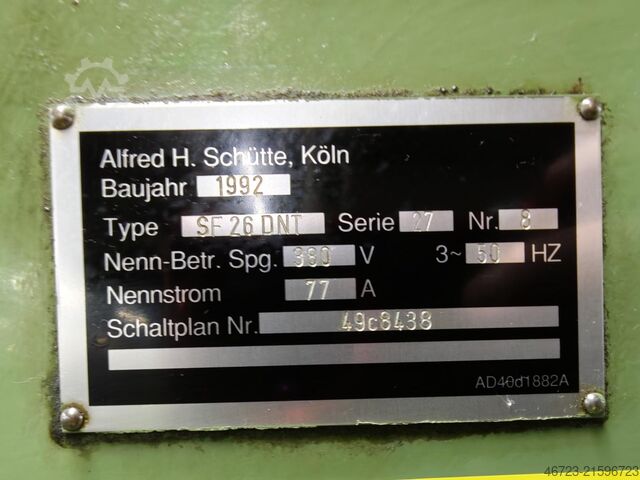 Alfred H. Schütte, Köln
Baujahr 1992
Type SF 26 DNT Serie 27 Nr. 8
Nenn-Betr. Spg. 380 V 3~ 50 HZ
Nennstrom 77 A
Schaltplan Nr. 49c8438
AD40d1882A
46723-21596723